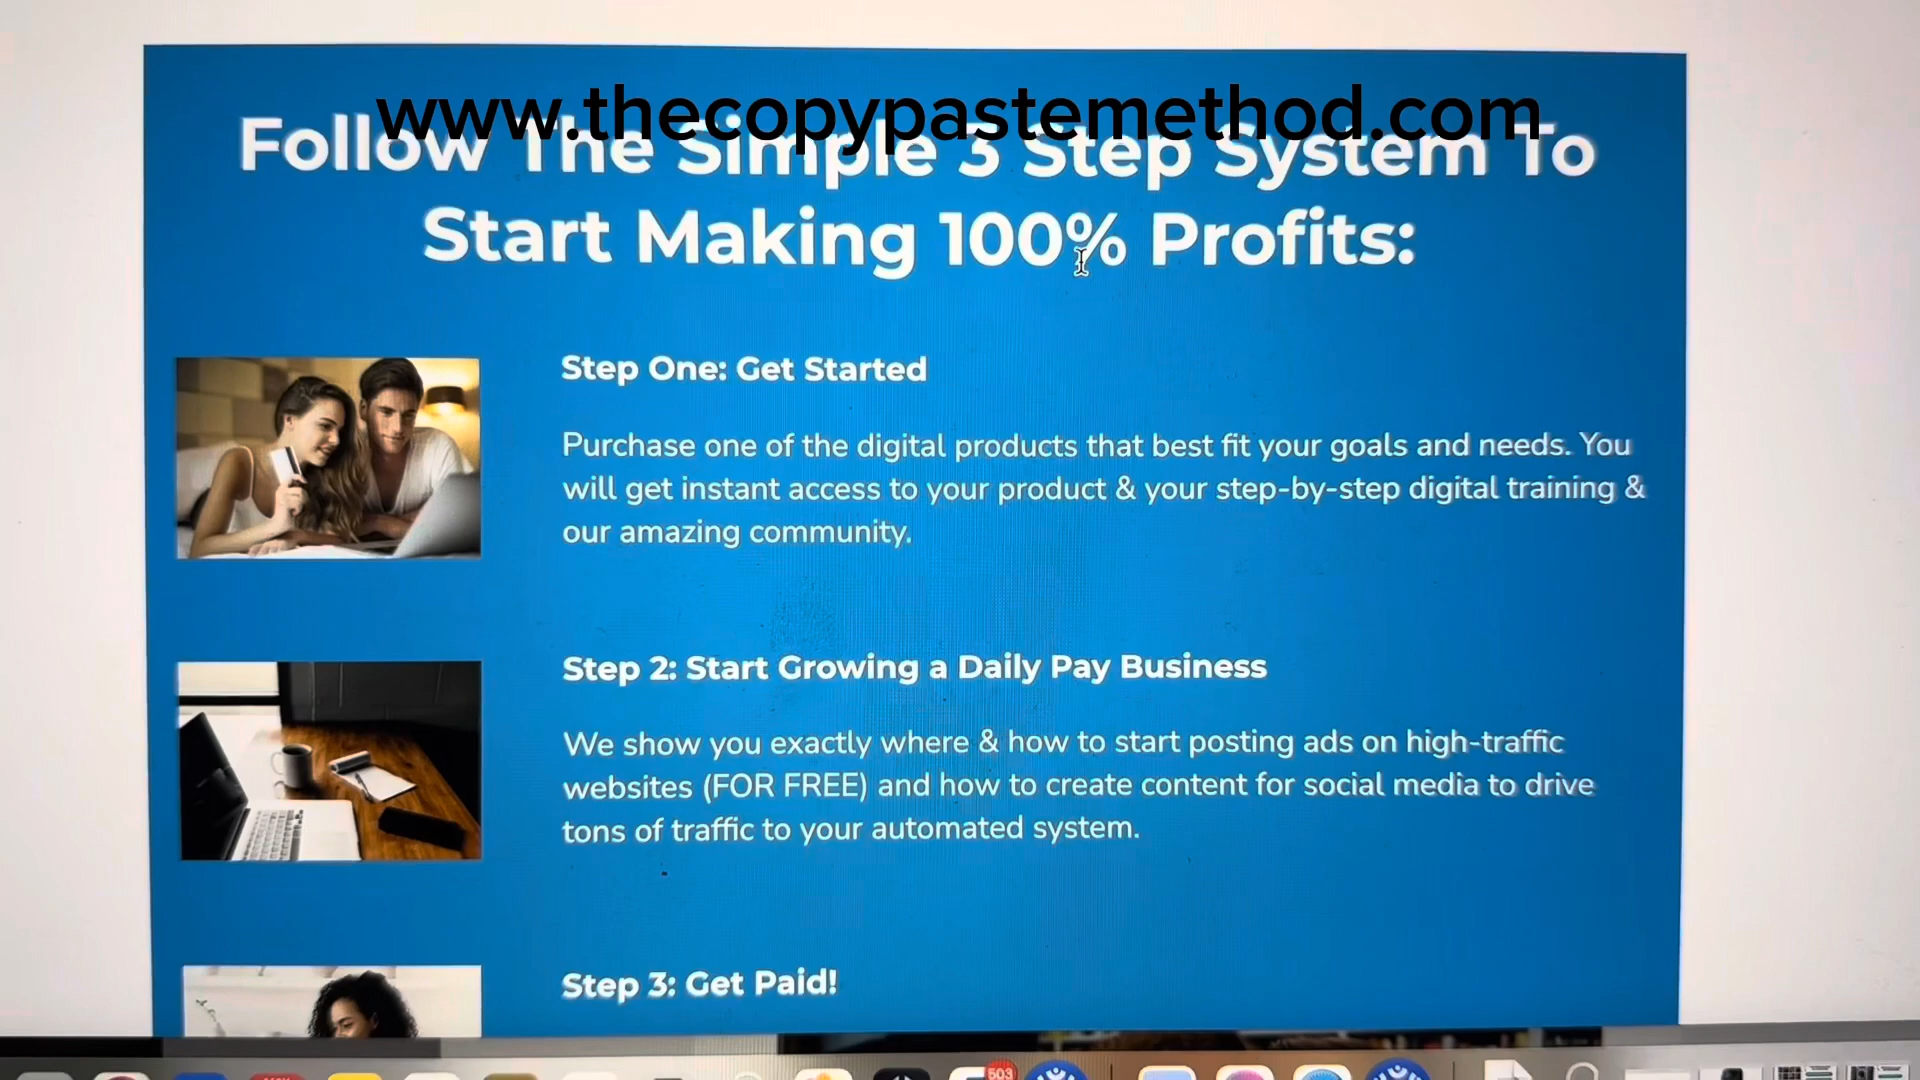 www.thecopypastemethod.com
Follow The Simple 3 Step System To
Start Making 100% Profits:
Step One: Get Started
Purchase one of the digital products that best fit your goals and needs. You
will get instant access to your product & your step-by-step digital training &
our amazing community.
Step 2: Start Growing a Daily Pay Business
We show you exactly where & how to start posting ads on high-traffic
websites (FOR FREE) and how to create content for social media to drive
tons of traffic to your automated system.
Step 3: Get Paid!
503